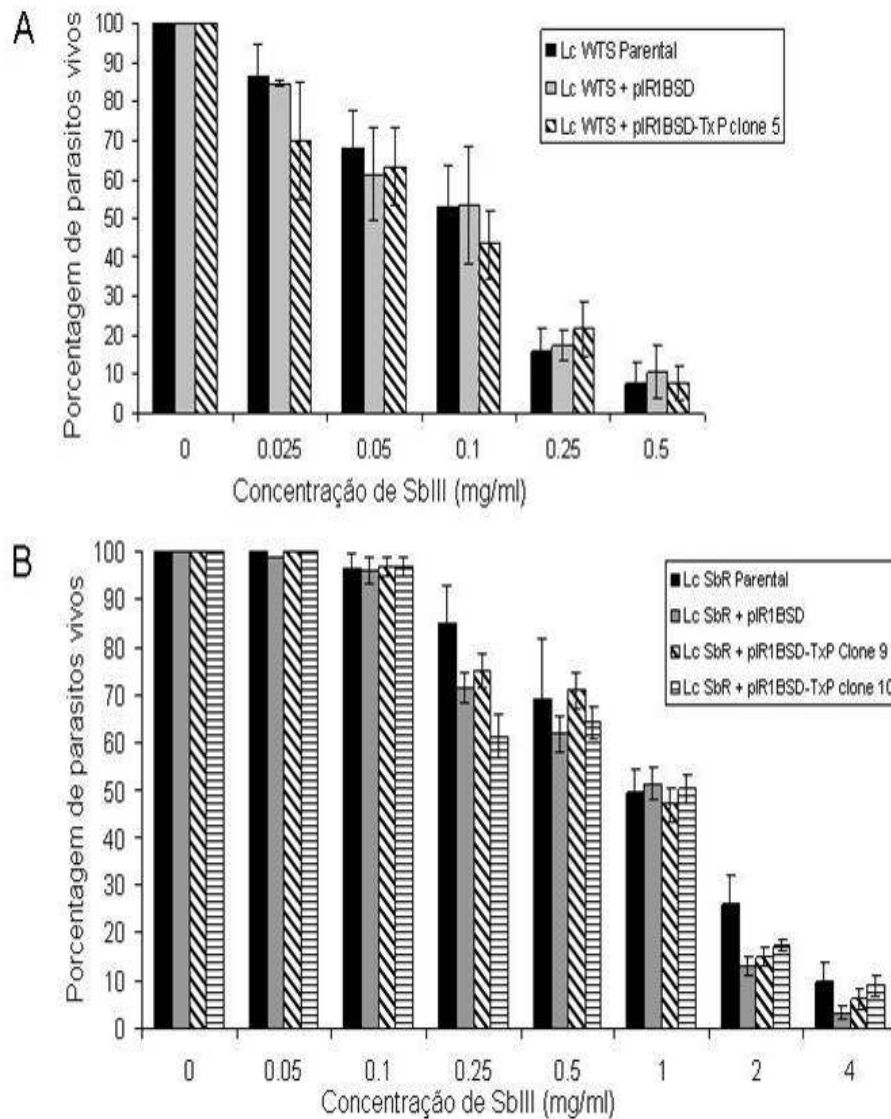 A
Porcentagem de parasitos vivos
100
90
80
70
60
50
40
30
20
10
0
0 0.025 0.05 0.1 0.25 0.5
Concentração de SbIII (mg/ml)
Lc WTS Parental
Lc WTS + pIR1BSD
Lc WTS + pIR1BSD-TxP clone 5
B
Porcentagem de parasitos vivos
100
90
80
70
60
50
40
30
20
10
0
0 0.05 0.1 0.25 0.5 1 2 4
Concentração de SbIII (mg/ml)
Lc SbR Parental
Lc SbR + pIR1BSD
Lc SbR + pIR1BSD-TxP Clone 9
Lc SbR + pIR1BSD-TxP clone 10